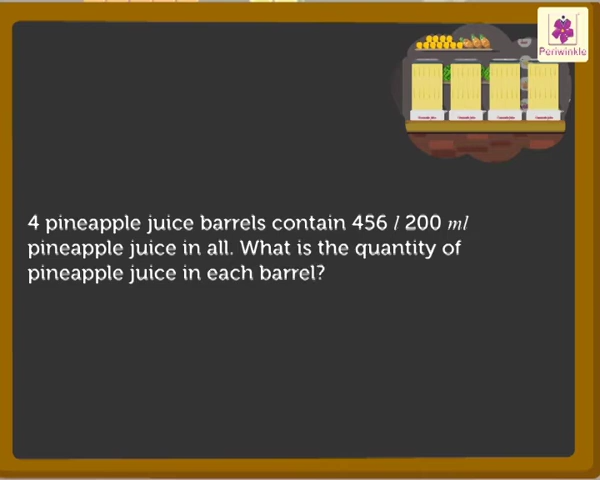 Periwinkle
4 pineapple juice barrels contain 456 l 200 ml
pineapple juice in all. What is the quantity of
pineapple juice in each barrel?